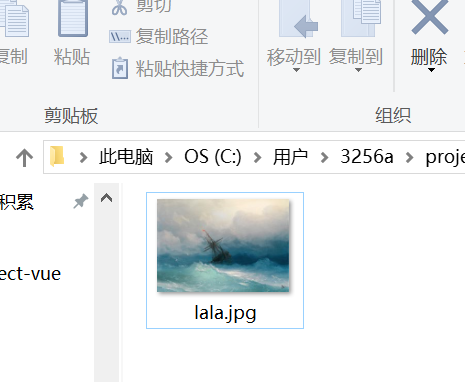 剪切
复制
粘贴
复制路径
粘贴快捷方式
移动到
复制到
删除
剪贴板
组织
此电脑 > OS (C:) > 用户 > 3256a > proje
积累
ect-vue
lala.jpg